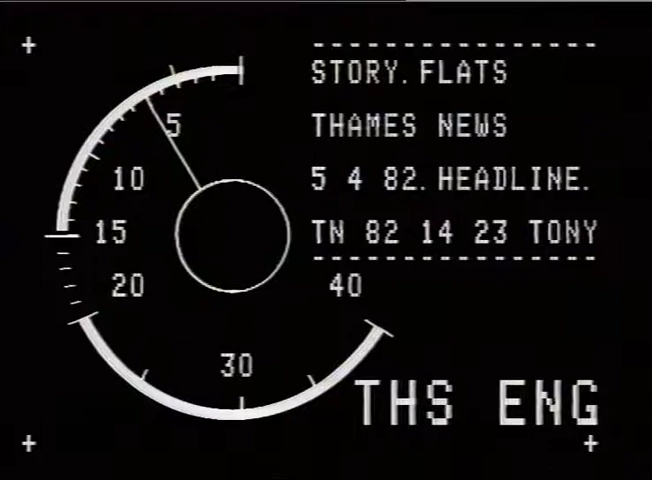 STORY. FLATS
THAMES NEWS
5 4 82. HEADLINE.
TN 82 14 23 TONY
5
10
15
20
30
40
THS ENG